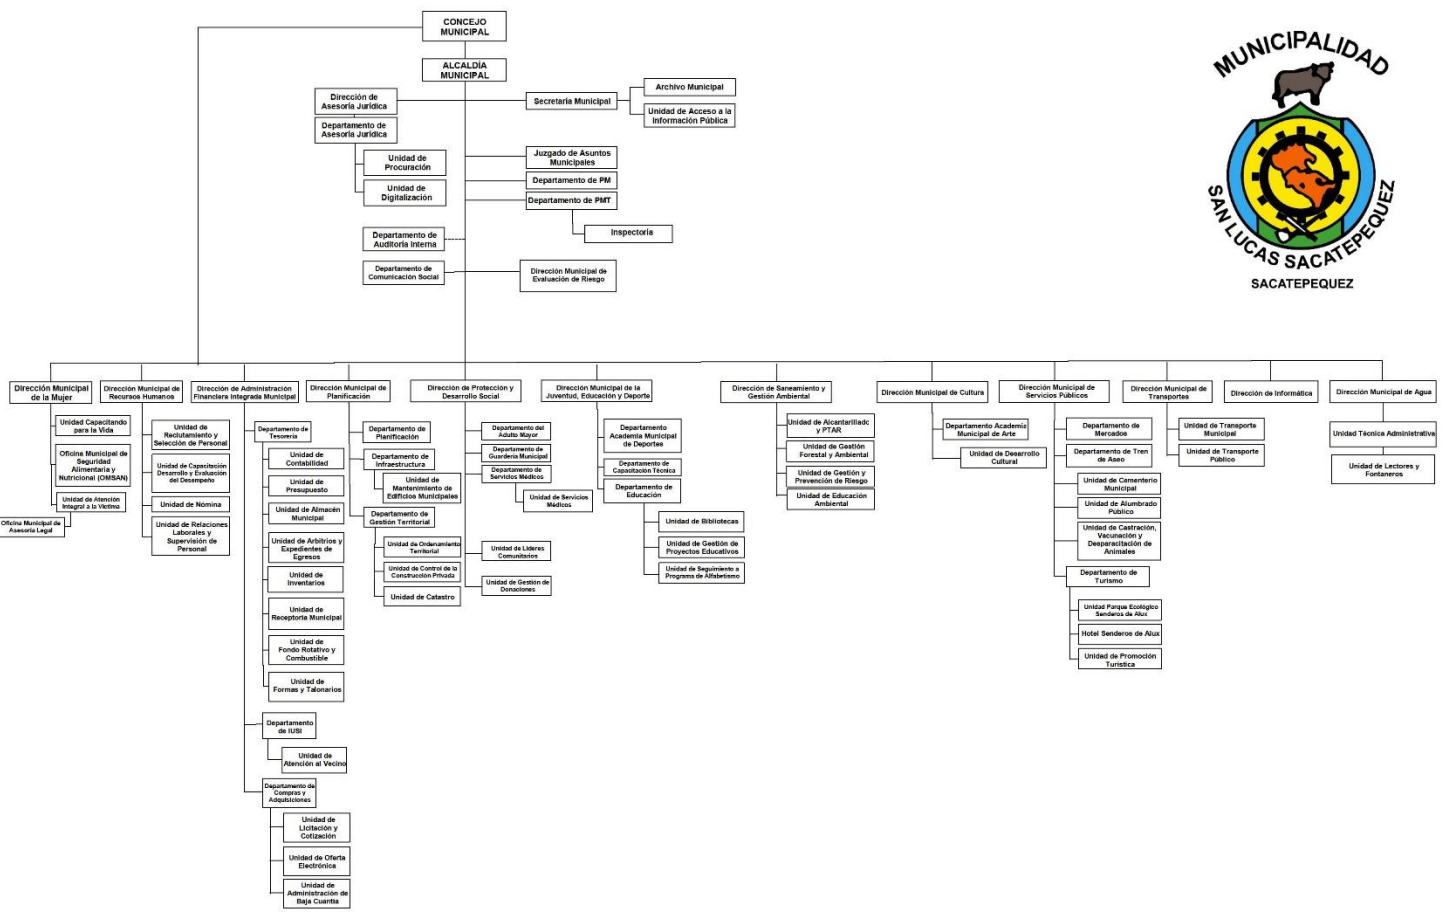 CONCEJO
MUNICIPAL
ALCALDÍA
MUNICIPAL
Dirección de
Asesoría Jurídica
Departamento de
Asesoría Jurídica
Unidad de
Procuración
Unidad de
Digitalización
Secretaría Municipal
Archivo Municipal
Unidad de Acceso a la
Información Pública
Juzgado de Asuntos
Municipales
Departamento de PM
Departamento de PMT
Inspectoría
Departamento de
Auditoría Interna
Departamento de
Comunicación Social
Dirección Municipal de
Evaluación de Riesgo
MUNICIPALIDAD
SAN LUCAS SACATEPEQUEZ
SACATEPEQUEZ
Dirección Municipal
de la Mujer
Unidad Capacitando
para la Vida
Oficina Municipal de
Seguridad
Alimentaria y
Nutricional (OMSAN)
Unidad de Atención
Integral a la Victima
Oficina Municipal de
Asesoría Legal
Dirección Municipal de
Recursos Humanos
Unidad de
Reclutamiento y
Selección de Personal
Unidad de Capacitación
Desarrollo y Evaluación
del Desempeño
Unidad de Nómina
Unidad de Relaciones
Laborales y
Supervisión de
Personal
Dirección de Administración
Financiera Integrada Municipal
Departamento de
Tesorería
Unidad de
Contabilidad
Unidad de
Presupuesto
Unidad de Almacén
Municipal
Unidad de Arbitrios y
Expedientes de
Egresos
Unidad de
Inventarios
Unidad de
Receptoría Municipal
Unidad de
Fondo Rotativo y
Combustible
Unidad de
Formas y Talonarios
Departamento
de IUSI
Unidad de
Atención al Vecino
Departamento de
Compras y
Adquisiciones
Unidad de
Licitación y
Cotización
Unidad de Oferta
Electrónica
Unidad de
Administración de
Baja Cuantía
Dirección Municipal de
Planificación
Departamento de
Planificación
Departamento de
Infraestructura
Unidad de
Mantenimiento de
Edificios Municipales
Departamento de
Gestión Territorial
Unidad de Ordenamiento
Territorial
Unidad de Control de la
Construcción Privada
Unidad de Catastro
Dirección de Protección y
Desarrollo Social
Departamento del
Adulto Mayor
Departamento de
Guardería Municipal
Departamento de Servicios
Médicos
Unidad de Servicios
Médicos
Unidad de Lideres
Comunitarios
Unidad de Gestión de
Donaciones
Dirección Municipal de la
Juventud, Educación y Deporte
Departamento
Academia Municipal
de Deportes
Departamento de
Capacitación Técnica
Departamento de
Educación
Unidad de Bibliotecas
Unidad de Gestión de
Proyectos Educativos
Unidad de Seguimiento a
Programa de Alfabetismo
Dirección de Saneamiento y
Gestión Ambiental
Unidad de Alcantarilladc
y PTAR
Unidad de Gestión
Forestal y Ambiental
Unidad de Gestión y
Prevención de Riesgo
Unidad de Educación
Ambiental
Dirección Municipal de Cultura
Departamento Academia
Municipal de Arte
Unidad de Desarrollo
Cultural
Dirección Municipal de
Servicios Públicos
Departamento de
Mercados
Departamento de Tren
de Aseo
Unidad de Cementerio
Municipal
Unidad de Alumbrado
Público
Unidad de Castración,
Vacunación y
Desparacitación de
Animales
Departamento de
Turismo
Unidad Parque Ecológico
Senderos de Alux
Hotel Senderos de Alux
Unidad de Promoción
Turística
Dirección Municipal de
Transportes
Unidad de Transporte
Municipal
Unidad de Transporte
Público
Dirección de Informática
Dirección Municipal de Agua
Unidad Técnica Administrativa
Unidad de Lectores y
Fontaneros